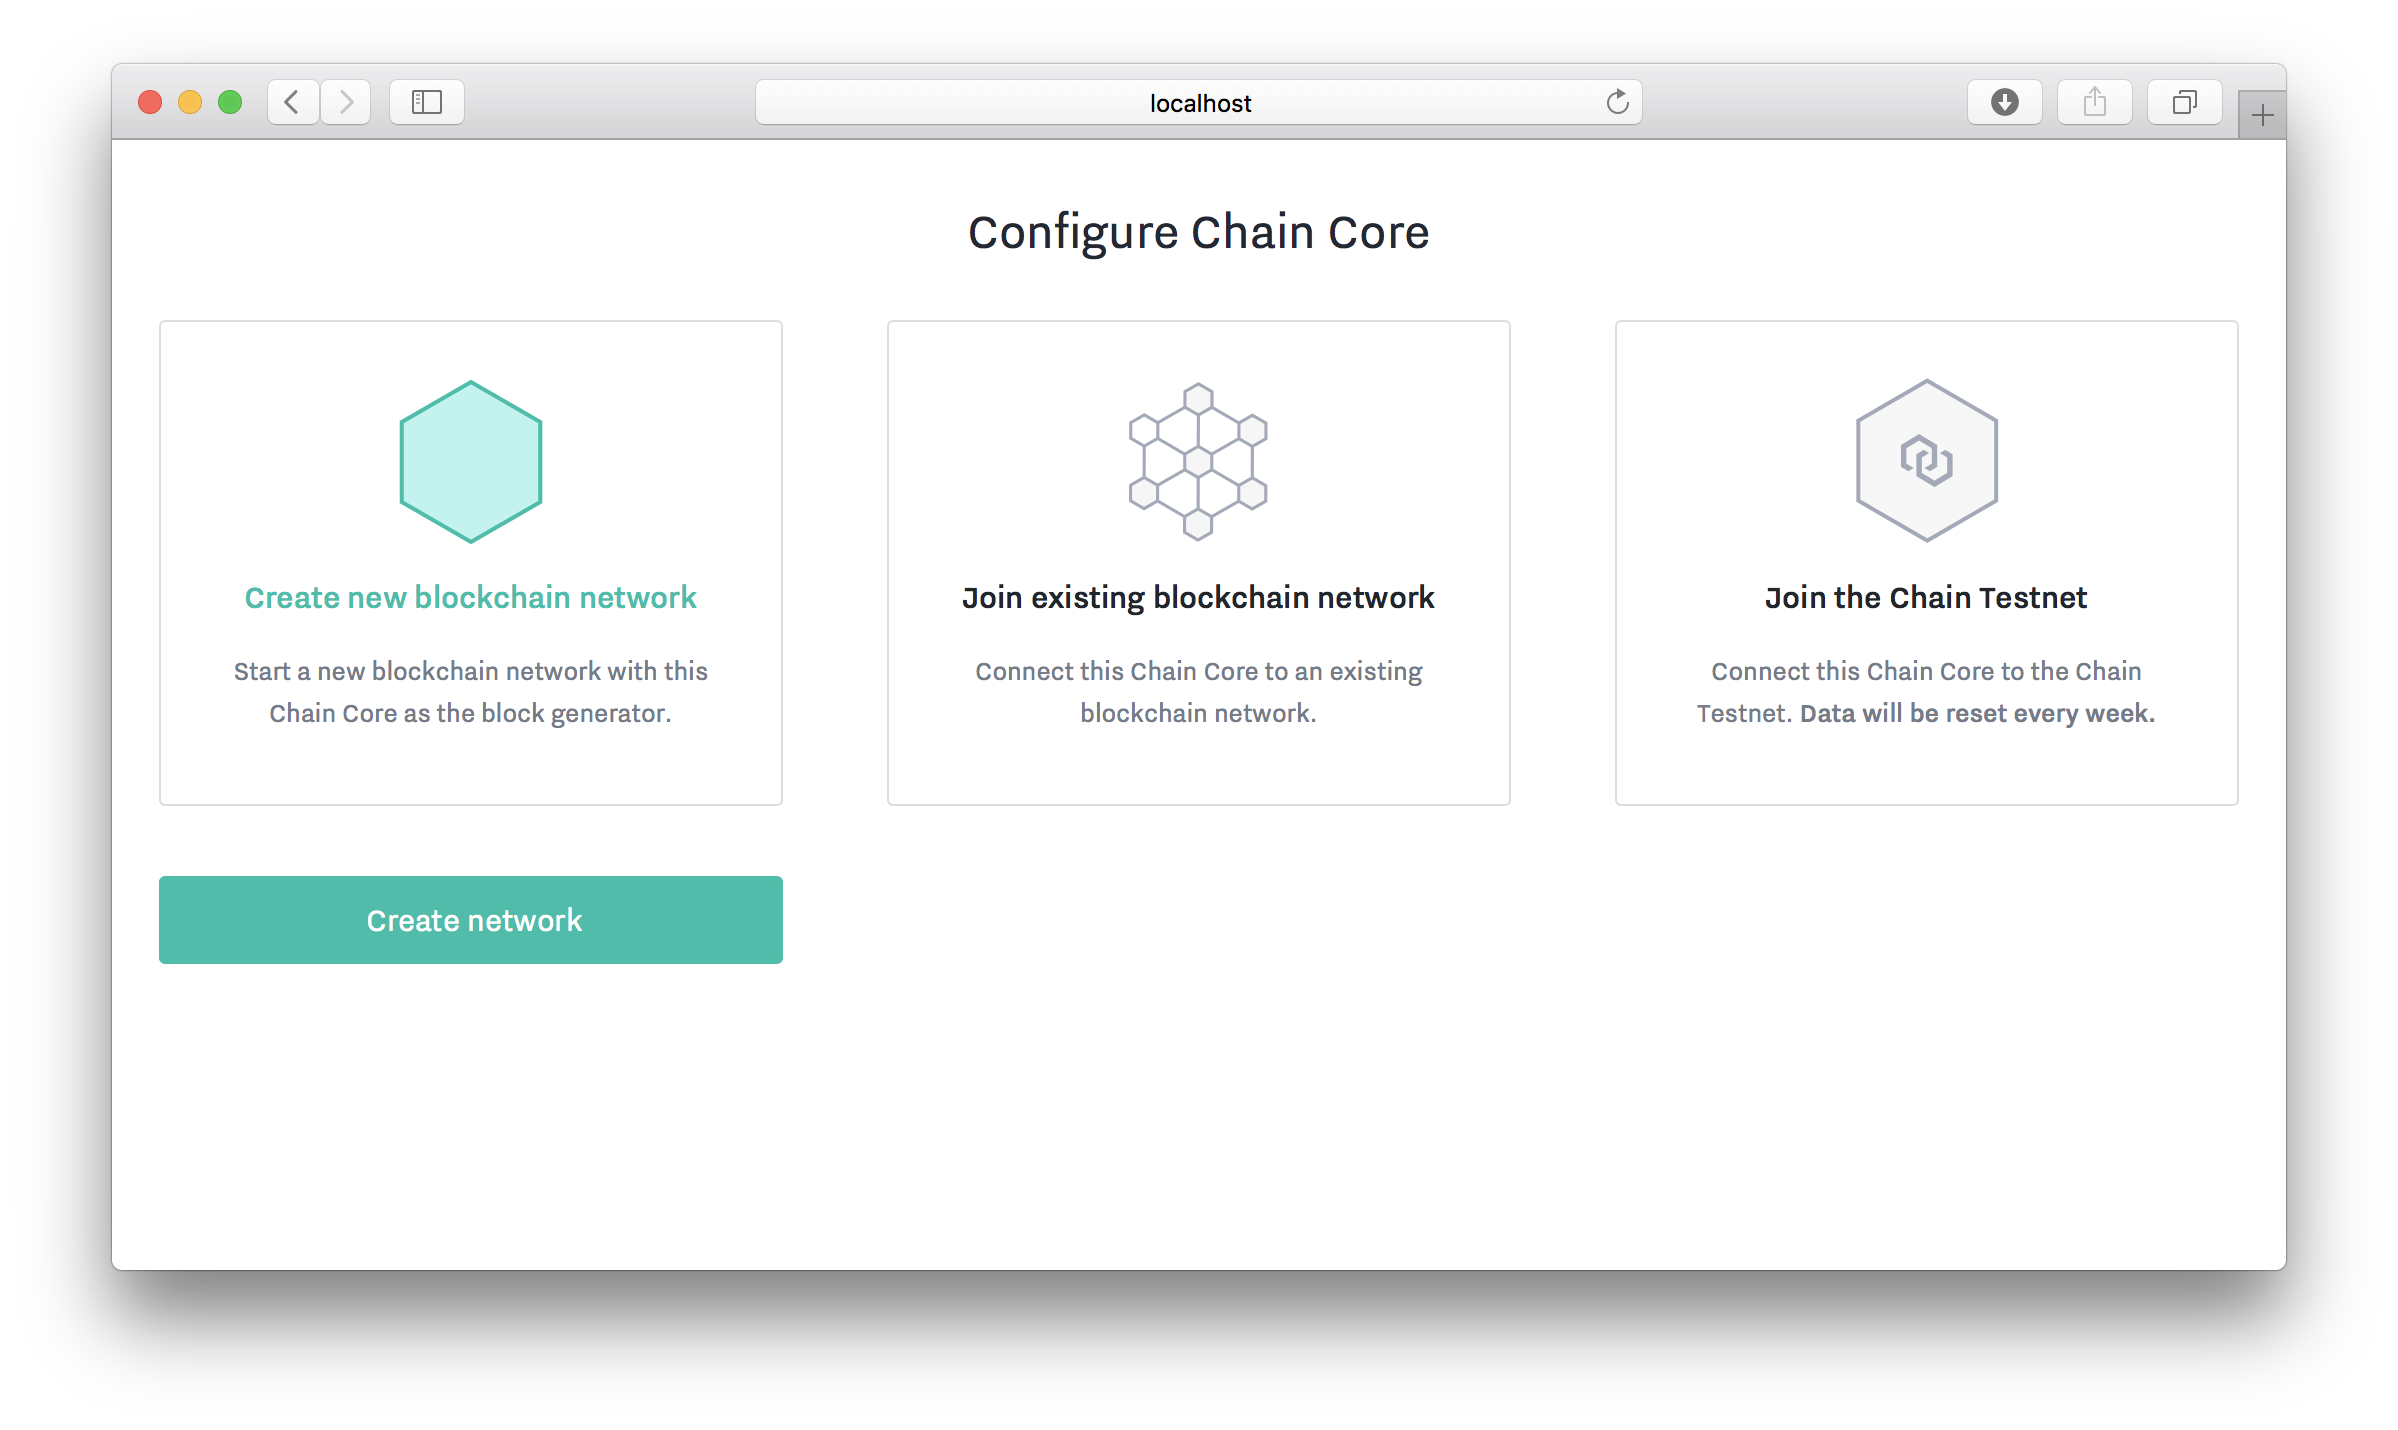 localhost
Configure Chain Core
Create new blockchain network
Start a new blockchain network with this
Chain Core as the block generator.
Join existing blockchain network
Connect this Chain Core to an existing
blockchain network.
Join the Chain Testnet
Connect this Chain Core to the Chain
Testnet. Data will be reset every week.
Create network